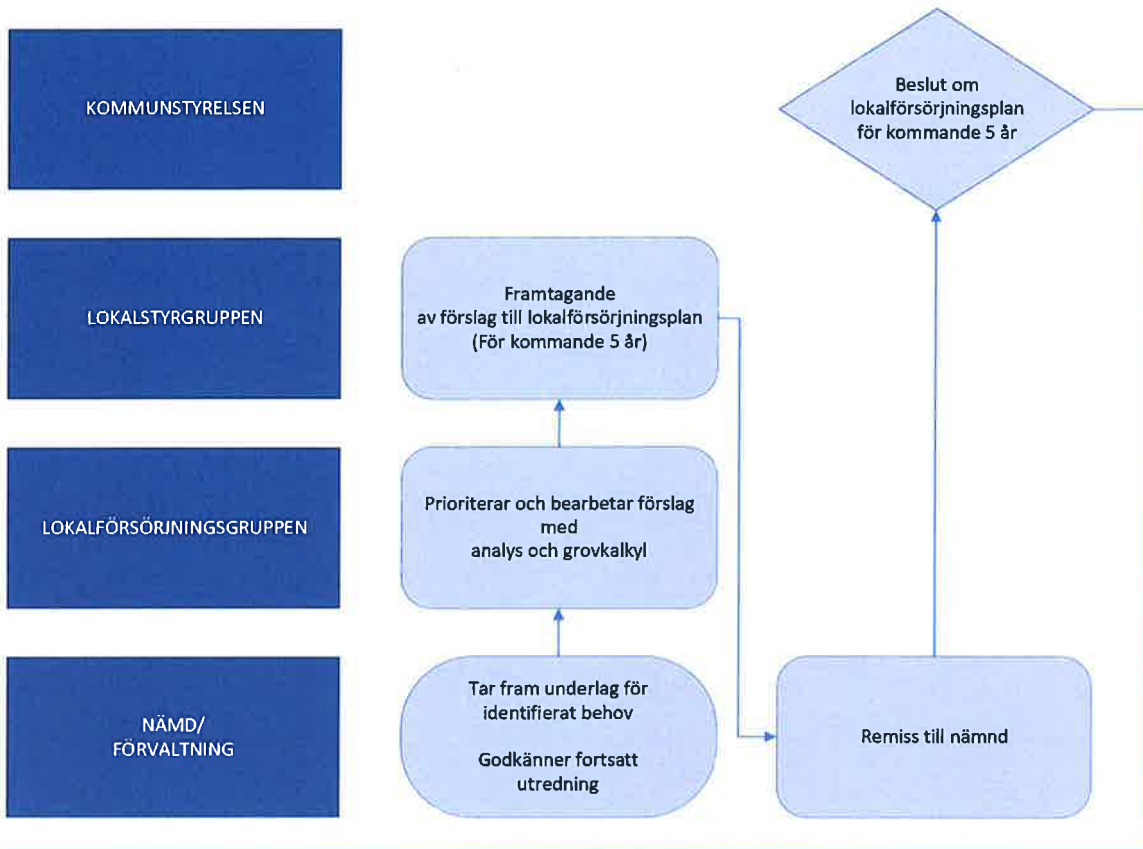 KOMMUNSTYRELSEN
Beslut om
lokalförsörjningsplan
för kommande 5 år
LOKALSTYRGRUPPEN
Framtagande
av förslag till lokalförsörjningsplan
(För kommande 5 år)
LOKALFÖRSÖRJNINGSGRUPPEN
Prioriterar och bearbetar förslag
med
analys och grovkalkyl
NÄMD/
FÖRVALTNING
Tar fram underlag för
identifierat behov
Godkänner fortsatt
utredning
Remiss till nämnd